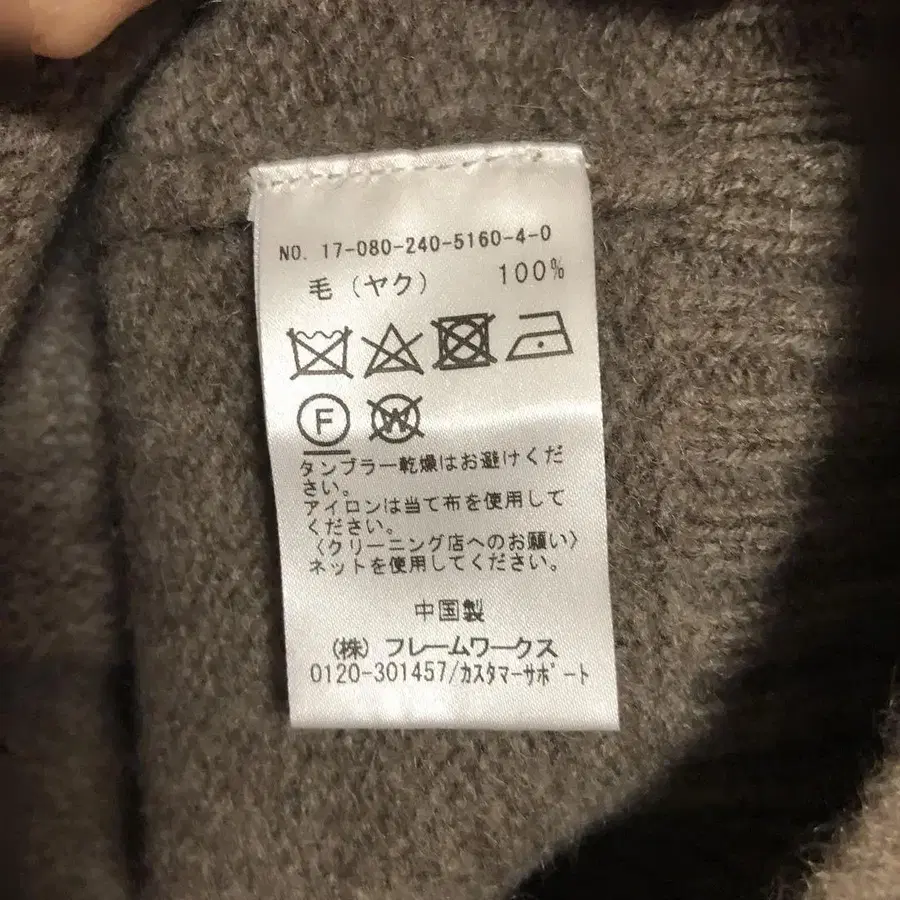 NO. 17-080-240-5160-4-0
毛（ヤク） 100%
F W
タンブラー乾燥はお避けくだ
さい。
アイロンは当て布を使用して
ください。
〈クリーニング店へのお願い〉
ネットを使用してください。
中国製
（株）フレームワークス
0120-301457/ｶｽﾀﾏｰｻﾎﾟｰﾄ